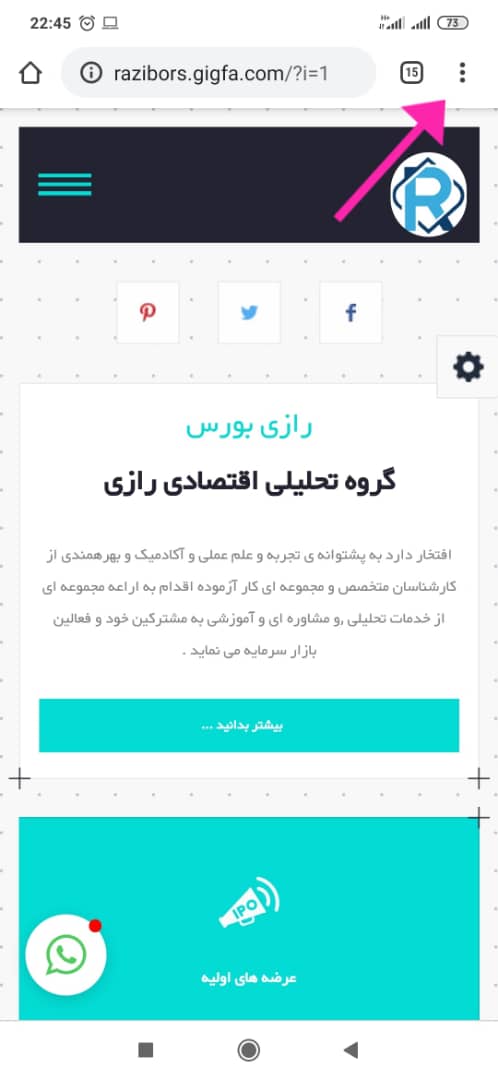 22:45
73
razibors.gigfa.com/?i=1
15
R
رازی بورس
گروه تحلیلی اقتصادی رازی
افتخار دارد به پشتوانه ی تجربه و علم عملی و آکادمیک و بهرهمندی از
کارشناسان متخصص و مجموعه ای کار آزموده اقدام به اراعه مجموعه ای
از خدمات تحلیلی ,و مشاوره ای و آموزشی به مشترکین خود و فعالین
بازار سرمایه می نماید .
بیشتر بدانید ...
IPO
عرضه های اولیه